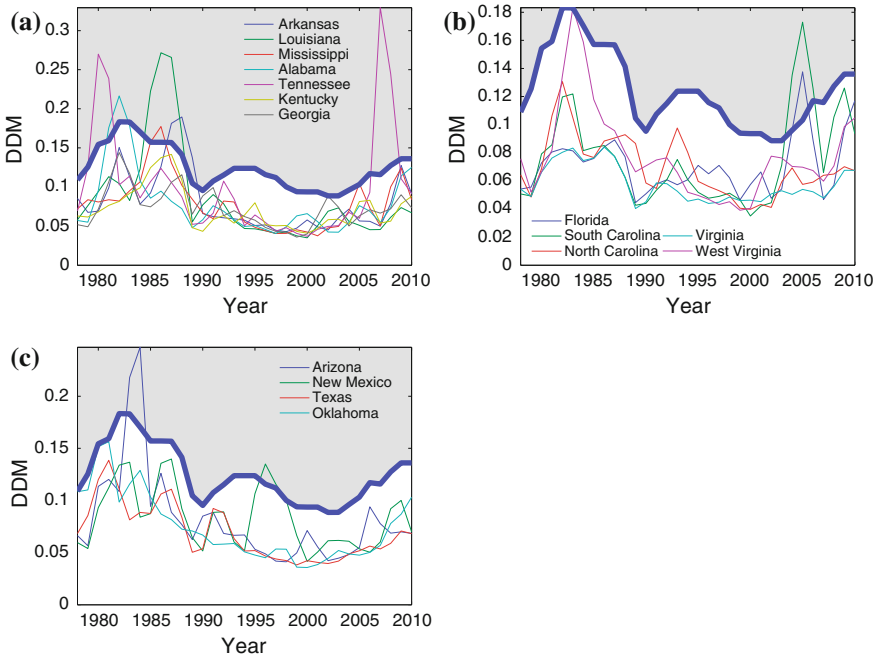 (a)
DDM
0.3
0.25
0.2
0.15
0.1
0.05
0
Arkansas
Louisiana
Mississippi
Alabama
Tennessee
Kentucky
Georgia
1980 1985 1990 1995 2000 2005 2010
Year
(b)
DDM
0.18
0.16
0.14
0.12
0.1
0.08
0.06
0.04
0.02
0
Florida
South Carolina Virginia
North Carolina West Virginia
1980 1985 1990 1995 2000 2005 2010
Year
(c)
DDM
0.2
0.15
0.1
0.05
0
Arizona
New Mexico
Texas
Oklahoma
1980 1985 1990 1995 2000 2005 2010
Year